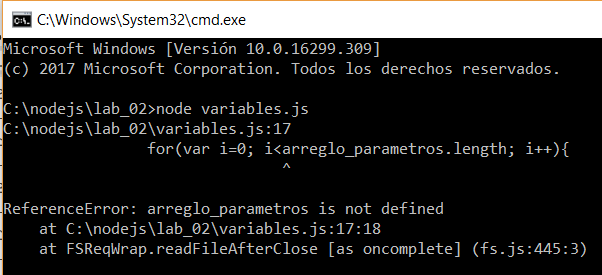 C:\Windows\System32\cmd.exe
Microsoft Windows [Versión 10.0.16299.309]
(c) 2017 Microsoft Corporation. Todos los derechos reservados.
C:\nodejs\lab_02>node variables.js
C:\nodejs\lab_02\variables.js:17
for(var i=0; i<arreglo_parametros.length; i++){
^
ReferenceError: arreglo_parametros is not defined
at C:\nodejs\lab_02\variables.js:17:18
at FSReqWrap.readFileAfterClose [as oncomplete] (fs.js:445:3)